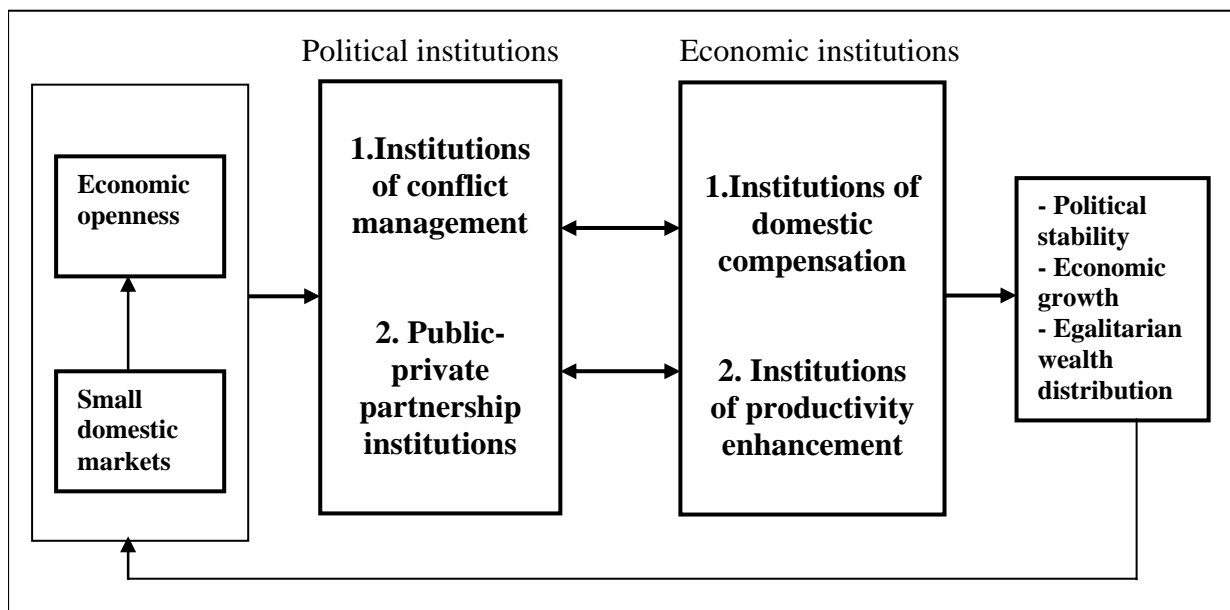 Political institutions
Economic institutions
Economic
openness
Small
domestic
markets
1.Institutions
of conflict
management
2. Public-
private
partnership
institutions
1.Institutions of
domestic
compensation
2. Institutions
of productivity
enhancement
- Political
stability
- Economic
growth
- Egalitarian
wealth
distribution